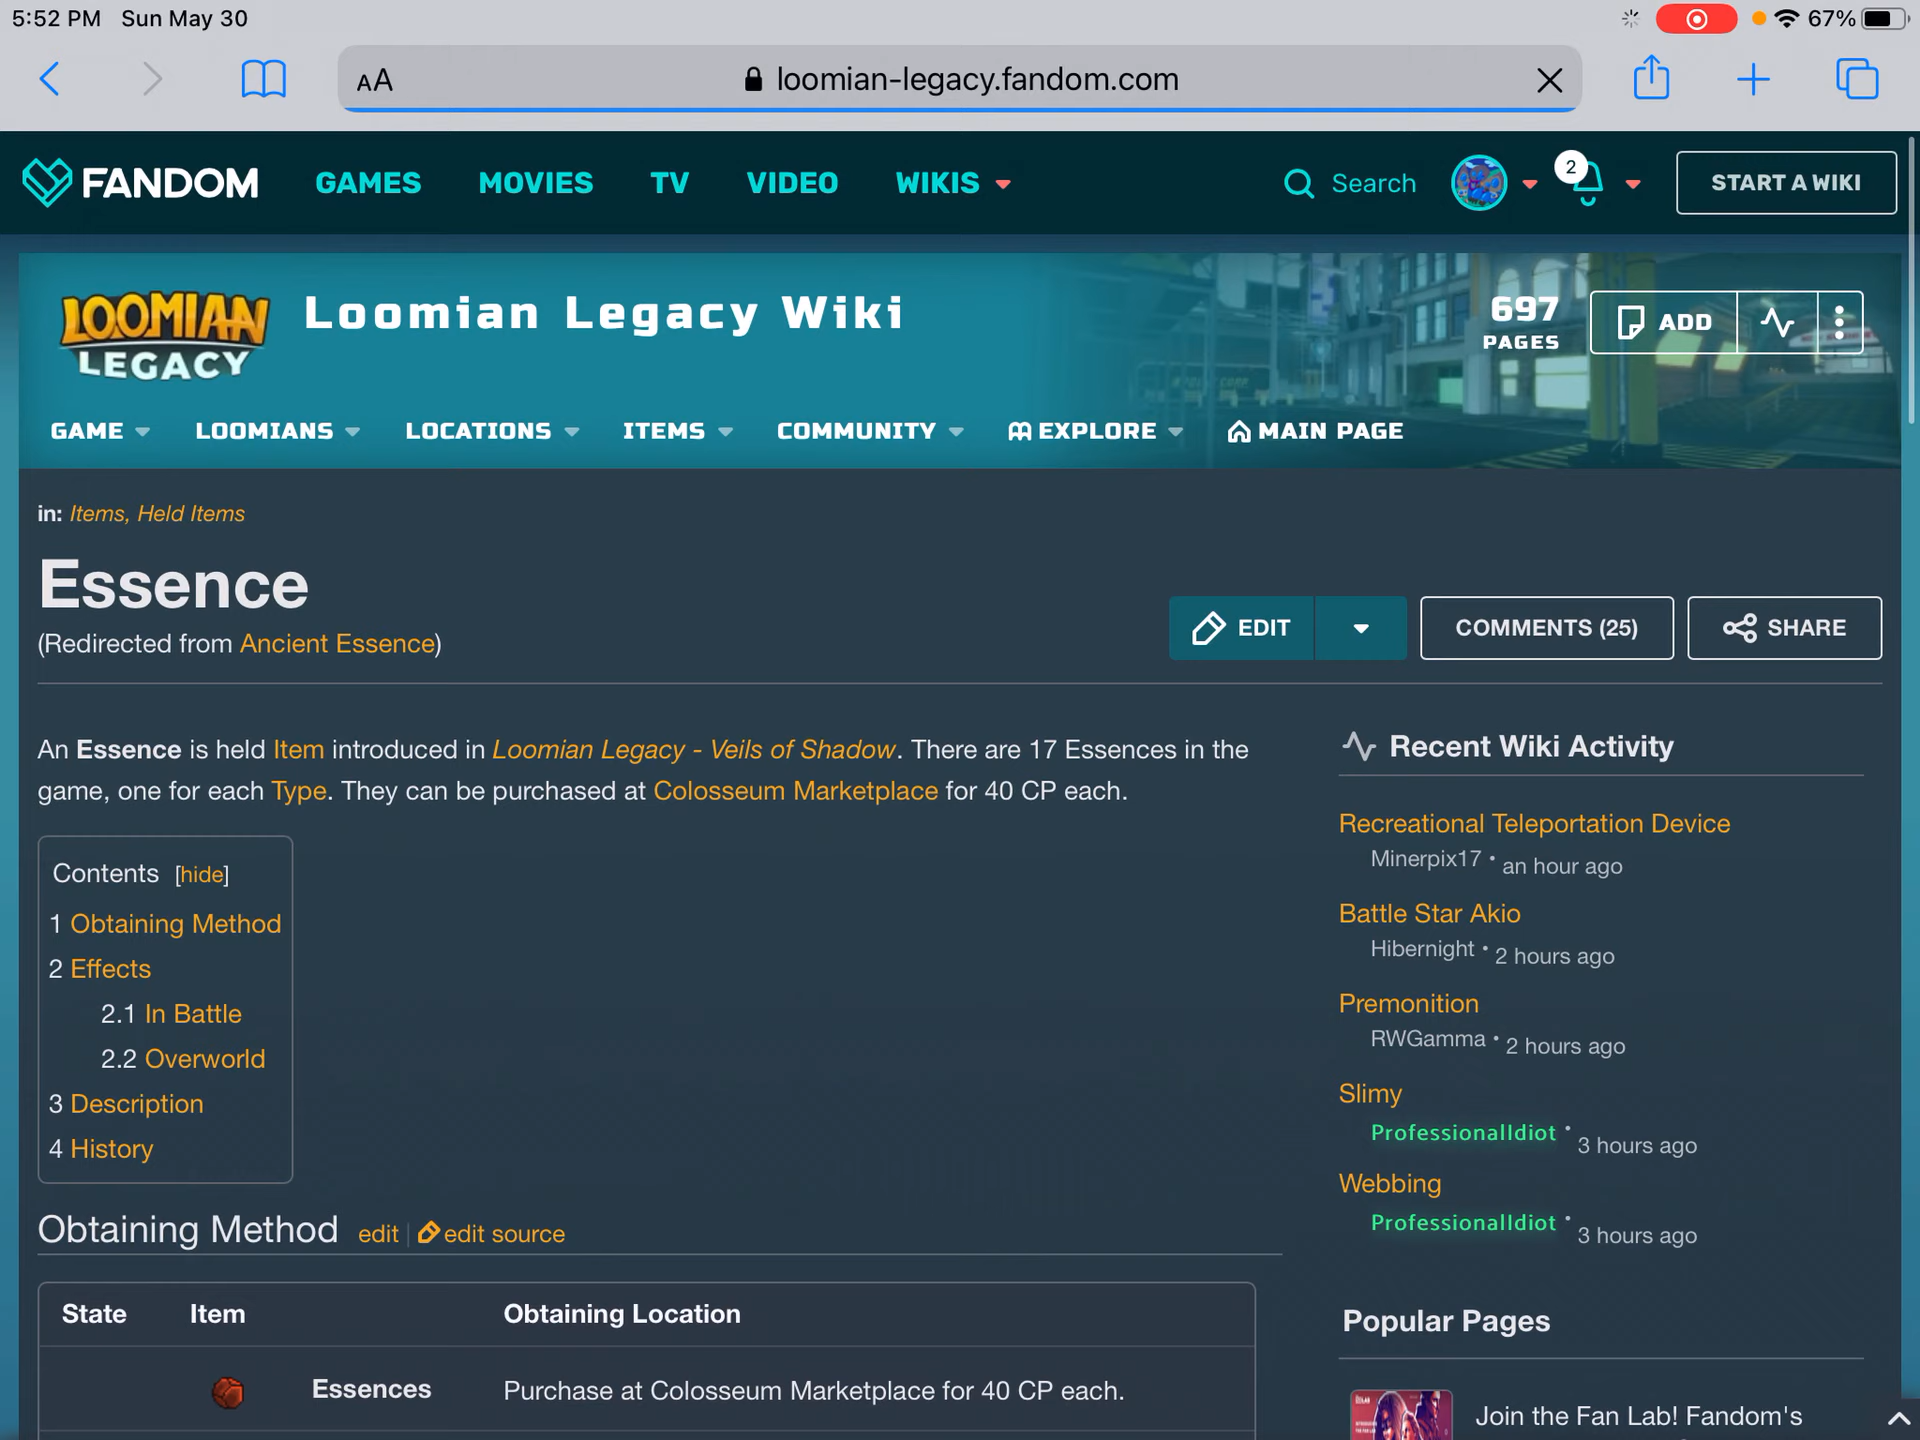 5:52 PM Sun May 30
67%
AA
loomian-legacy.fandom.com
FANDOM
GAMES
MOVIES
TV
VIDEO
WIKIS
Search
2
START A WIKI
LOOMIAN
LEGACY
Loomian Legacy Wiki
697
PAGES
ADD
GAME
LOOMIANS
LOCATIONS
ITEMS
COMMUNITY
EXPLORE
MAIN PAGE
in: Items, Held Items
Essence
(Redirected from Ancient Essence)
EDIT
COMMENTS (25)
SHARE
An Essence is held Item introduced in Loomian Legacy - Veils of Shadow. There are 17 Essences in the
game, one for each Type. They can be purchased at Colosseum Marketplace for 40 CP each.
Contents [hide]
1 Obtaining Method
2 Effects
2.1 In Battle
2.2 Overworld
3 Description
4 History
Obtaining Method edit | edit source
State Item Obtaining Location
Essences Purchase at Colosseum Marketplace for 40 CP each.
Recent Wiki Activity
Recreational Teleportation Device
Minerpix17 • an hour ago
Battle Star Akio
Hibernight • 2 hours ago
Premonition
RWGamma • 2 hours ago
Slimy
ProfessionalIdiot • 3 hours ago
Webbing
ProfessionalIdiot • 3 hours ago
Popular Pages
Join the Fan Lab! Fandom's